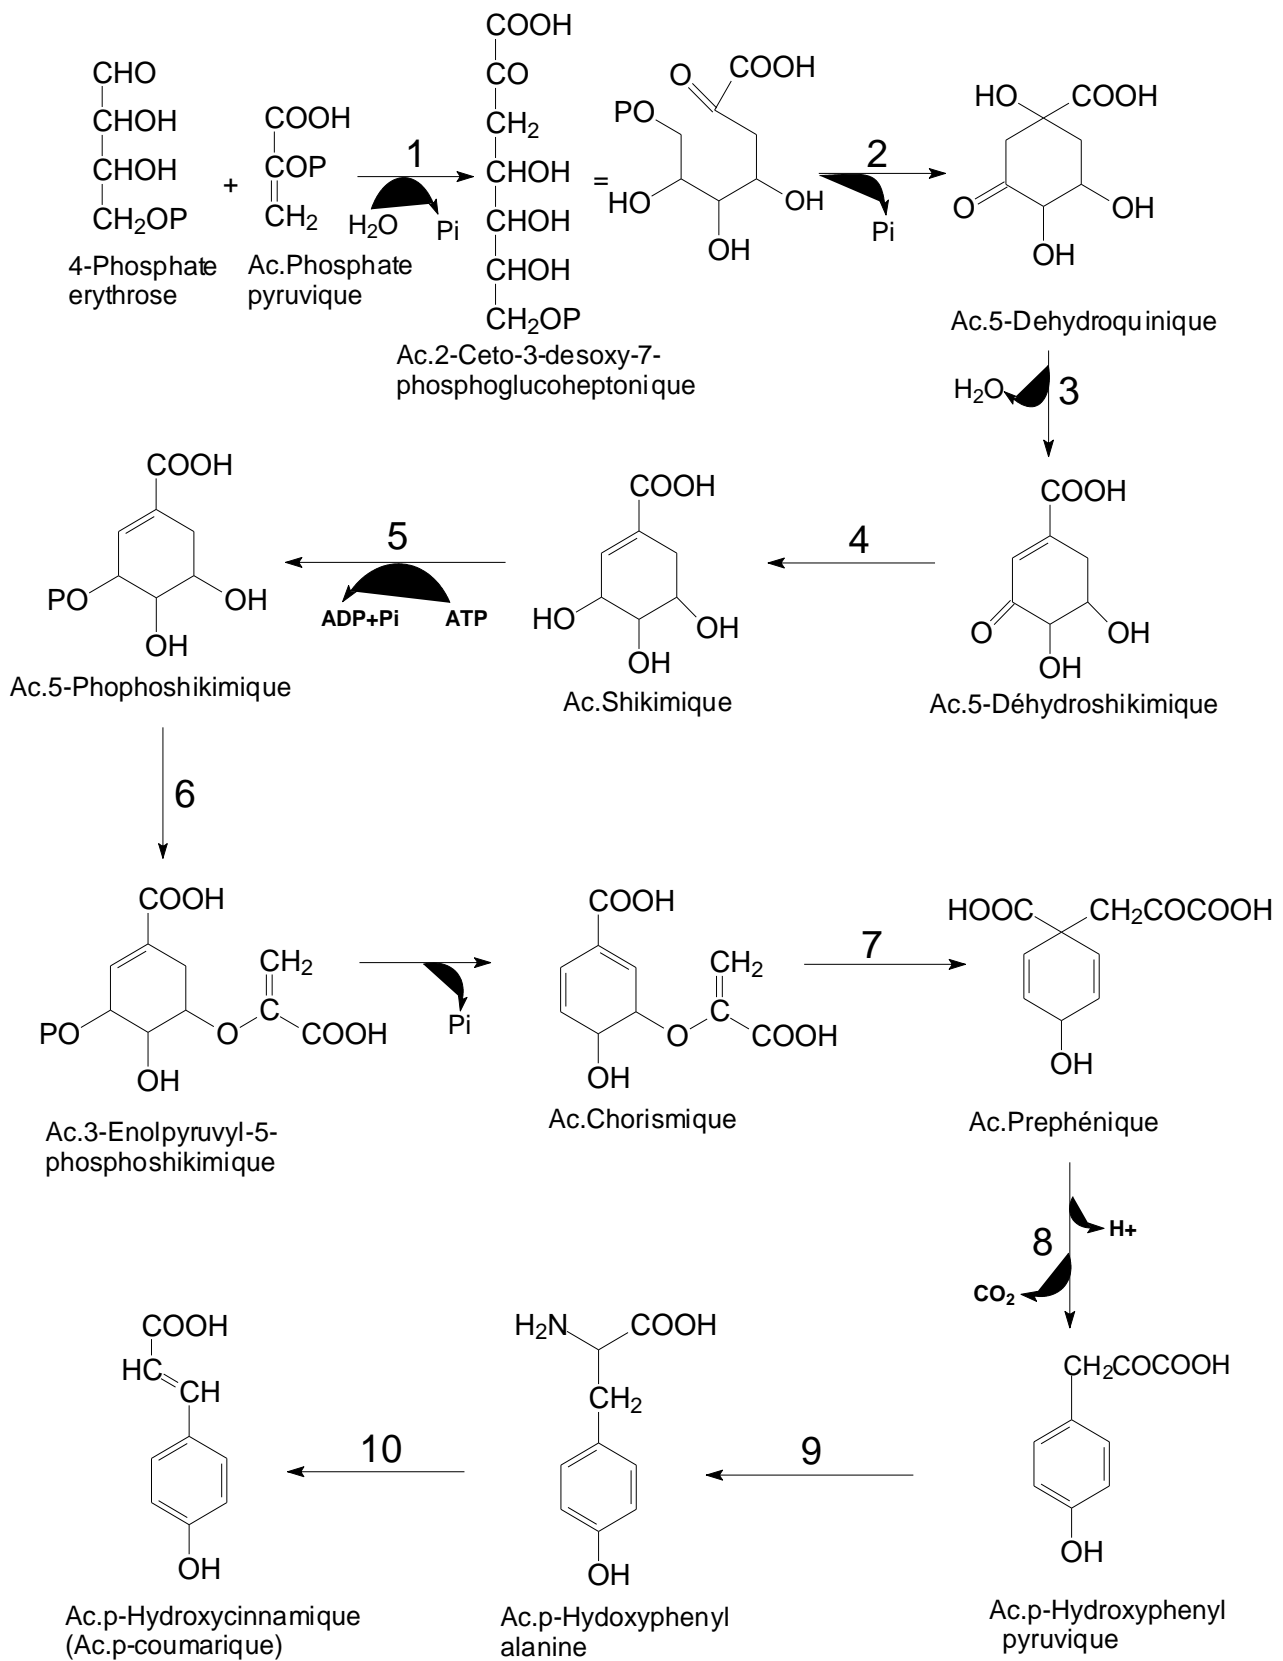 CHO
CHOH
CHOH
CH2OP
4-Phosphate
erythrose
+
COOH
COP
CH2
Ac.Phosphate
pyruvique
1
H2O
Pi
COOH
CO
CH2
CHOH
CHOH
CHOH
CH2OP
Ac.2-Ceto-3-desoxy-7-
phosphoglucoheptonique
=
O
COOH
PO
HO
OH
OH
2
Pi
HO
COOH
O
OH
OH
Ac.5-Dehydroquinique
H2O
3
COOH
O
OH
OH
Ac.5-Déhydroshikimique
4
COOH
HO
OH
OH
Ac.Shikimique
5
ADP+Pi
ATP
COOH
PO
OH
OH
Ac.5-Phophoshikimique
6
COOH
CH2
C
PO
O
COOH
OH
Ac.3-Enolpyruvyl-5-
phosphoshikimique
Pi
COOH
CH2
C
O
COOH
OH
Ac.Chorismique
7
HOOC
CH2COCOOH
OH
Ac.Prephénique
H+
8
CO2
CH2COCOOH
OH
Ac.p-Hydroxyphenyl
pyruvique
9
H2N
COOH
CH2
OH
Ac.p-Hydoxyphenyl
alanine
10
COOH
HC
CH
OH
Ac.p-Hydroxycinnamique
(Ac.p-coumarique)